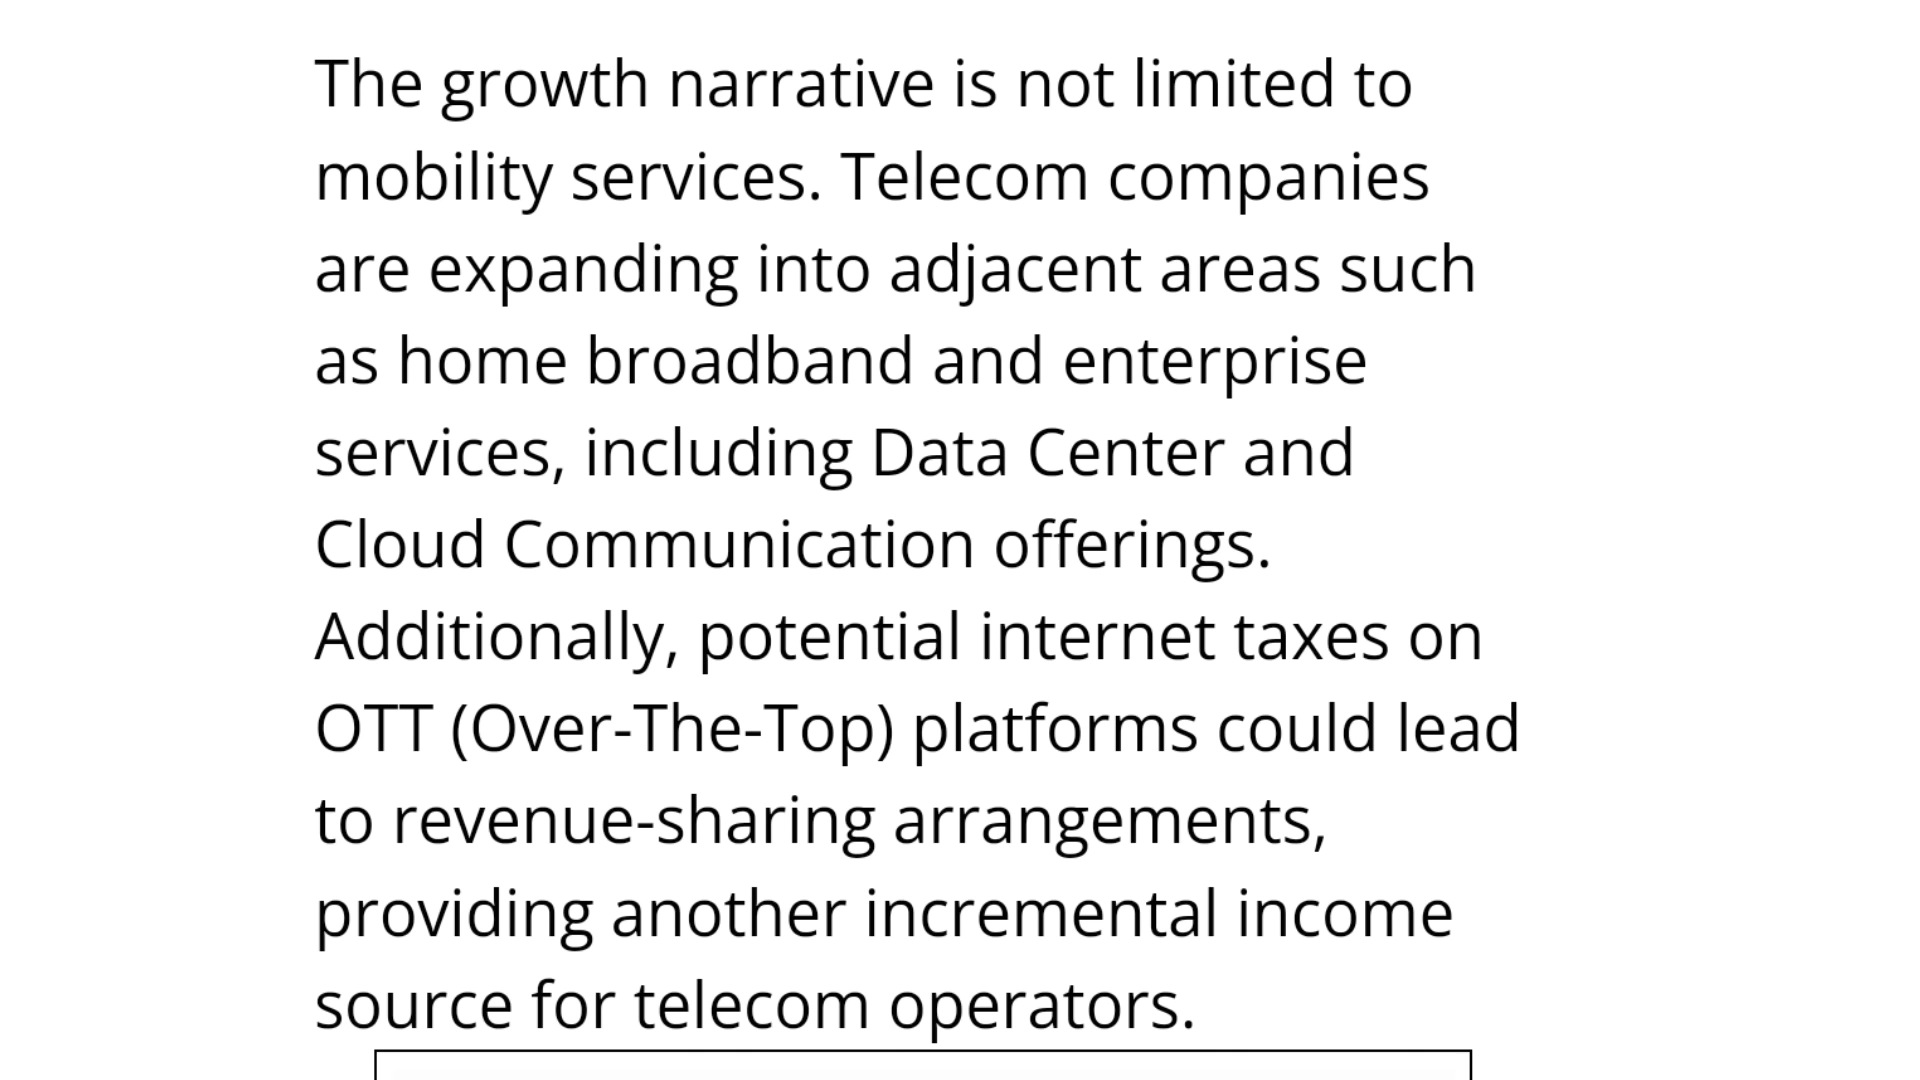 The growth narrative is not limited to
mobility services. Telecom companies
are expanding into adjacent areas such
as home broadband and enterprise
services, including Data Center and
Cloud Communication offerings.
Additionally, potential internet taxes on
OTT (Over-The-Top) platforms could lead
to revenue-sharing arrangements,
providing another incremental income
source for telecom operators.